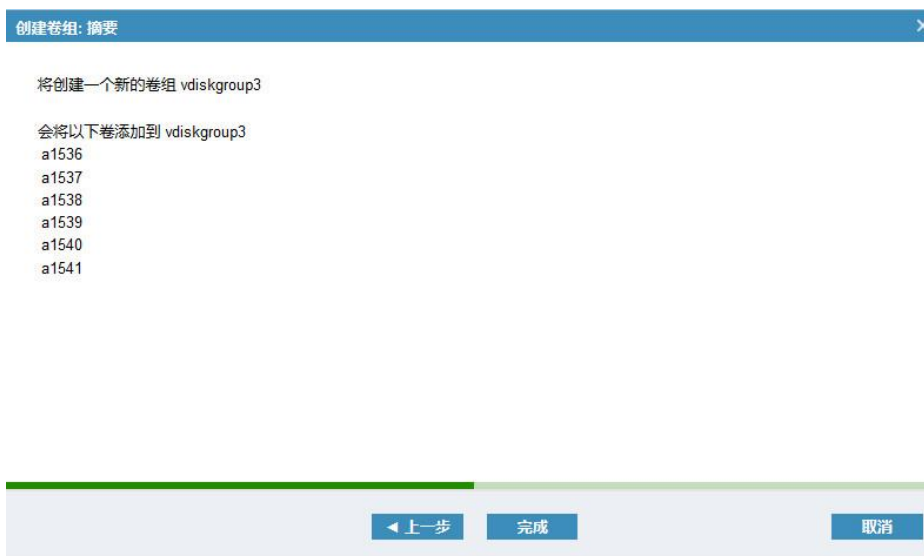 创建卷组: 摘要
将创建一个新的卷组 vdiskgroup3
会将以下卷添加到 vdiskgroup3
a1536
a1537
a1538
a1539
a1540
a1541
◄ 上一步 完成 取消